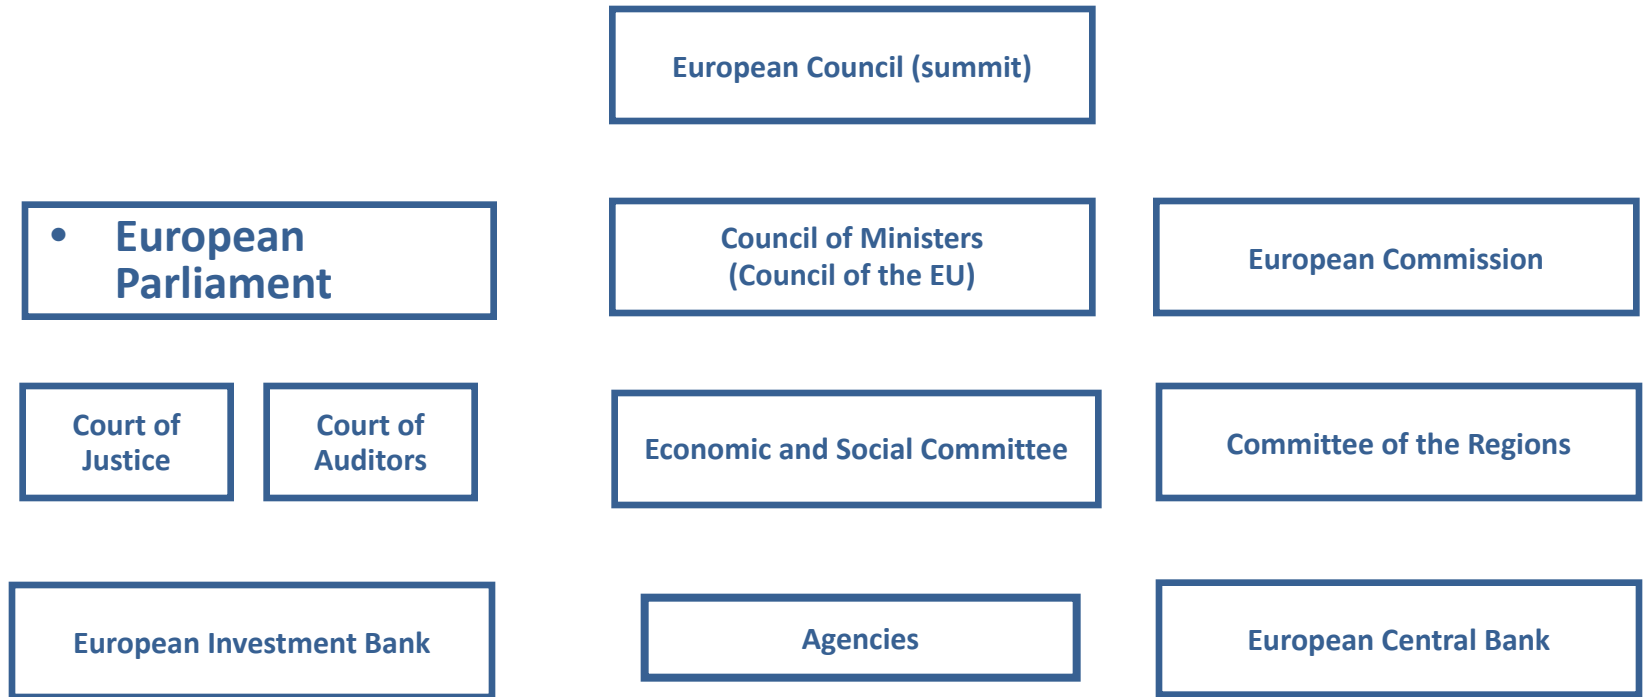 European Council (summit)
• European
Parliament
Council of Ministers
(Council of the EU)
European Commission
Court of
Justice
Court of
Auditors
Economic and Social Committee
Committee of the Regions
European Investment Bank
Agencies
European Central Bank